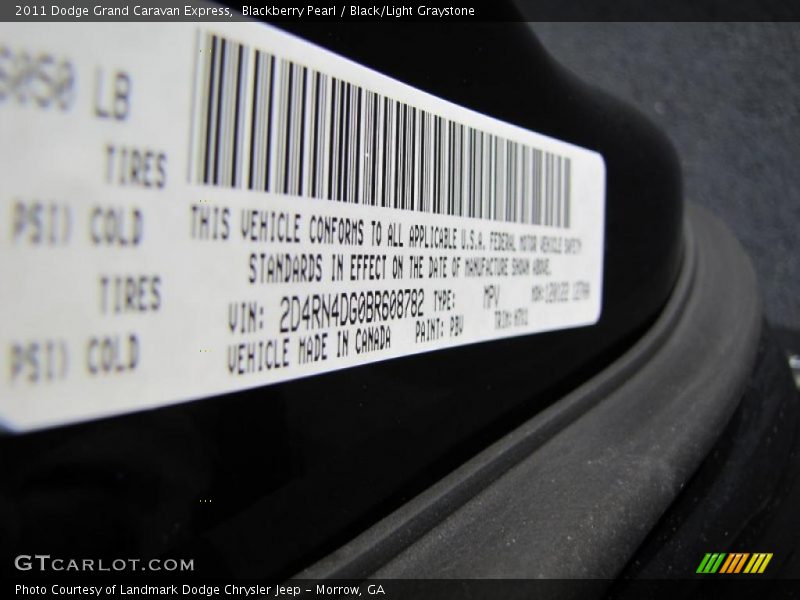 2011 Dodge Grand Caravan Express, Blackberry Pearl / Black/Light Graystone
6050 LB
TIRES
PSI) COLD
TIRES
PSI) COLD
THIS VEHICLE CONFORMS TO ALL APPLICABLE U.S.A. FEDERAL MOTOR VEHICLE SAFETY
STANDARDS IN EFFECT ON THE DATE OF MANUFACTURE SHOWN ABOVE.
VIN: 2D4RN4DG0BR608782 TYPE: MPV
VEHICLE MADE IN CANADA PAINT: PBV TRIM:
GTCARLOT.COM
Photo Courtesy of Landmark Dodge Chrysler Jeep - Morrow, GA